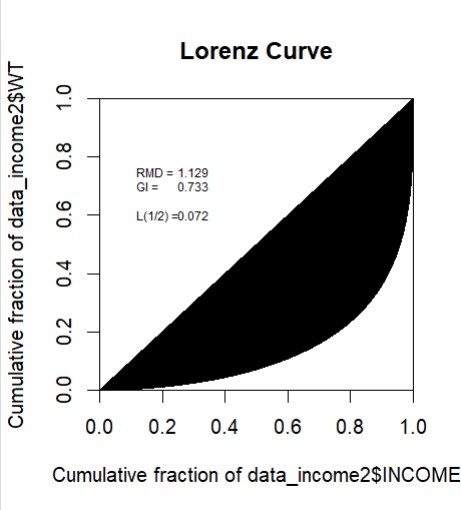 Lorenz Curve
Cumulative fraction of data_income2$WT
1.0
0.8
0.6
0.4
0.2
0.0
RMD = 1.129
GI = 0.733
L(1/2) =0.072
0.0 0.2 0.4 0.6 0.8 1.0
Cumulative fraction of data_income2$INCOME